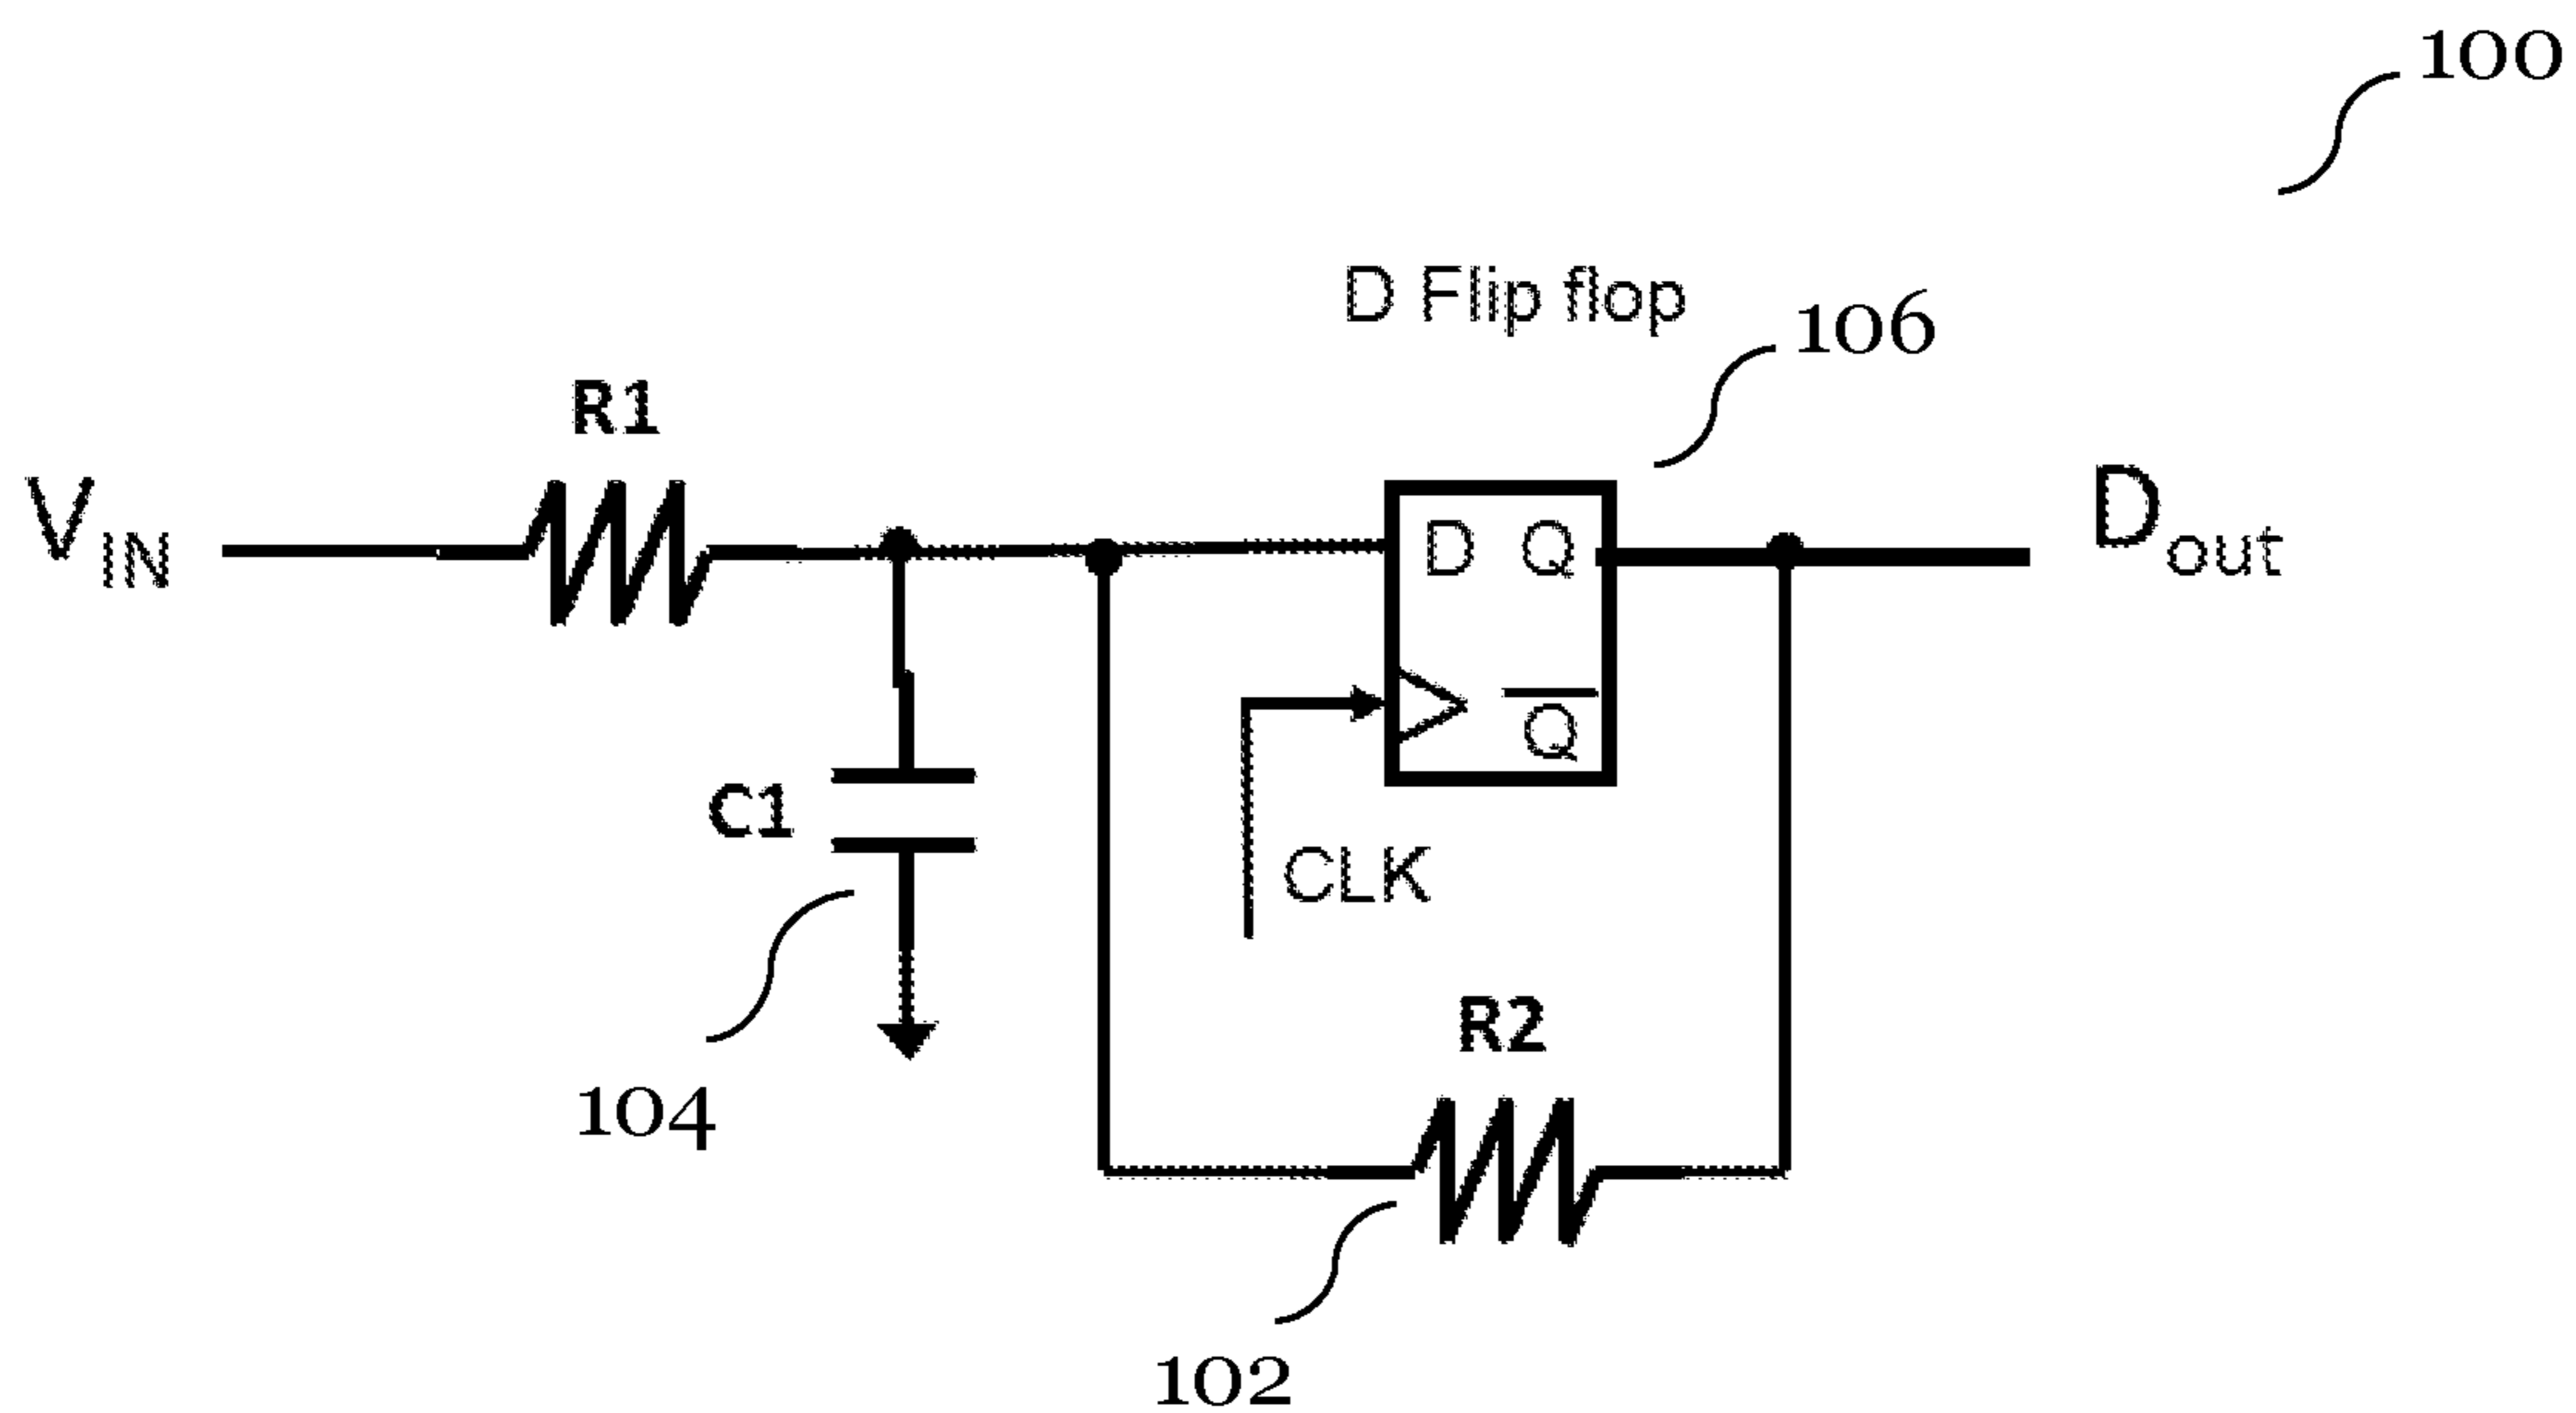 100
D Flip flop
106
R1
V_IN
D Q
D_out
Q̅
C1
CLK
R2
104
102